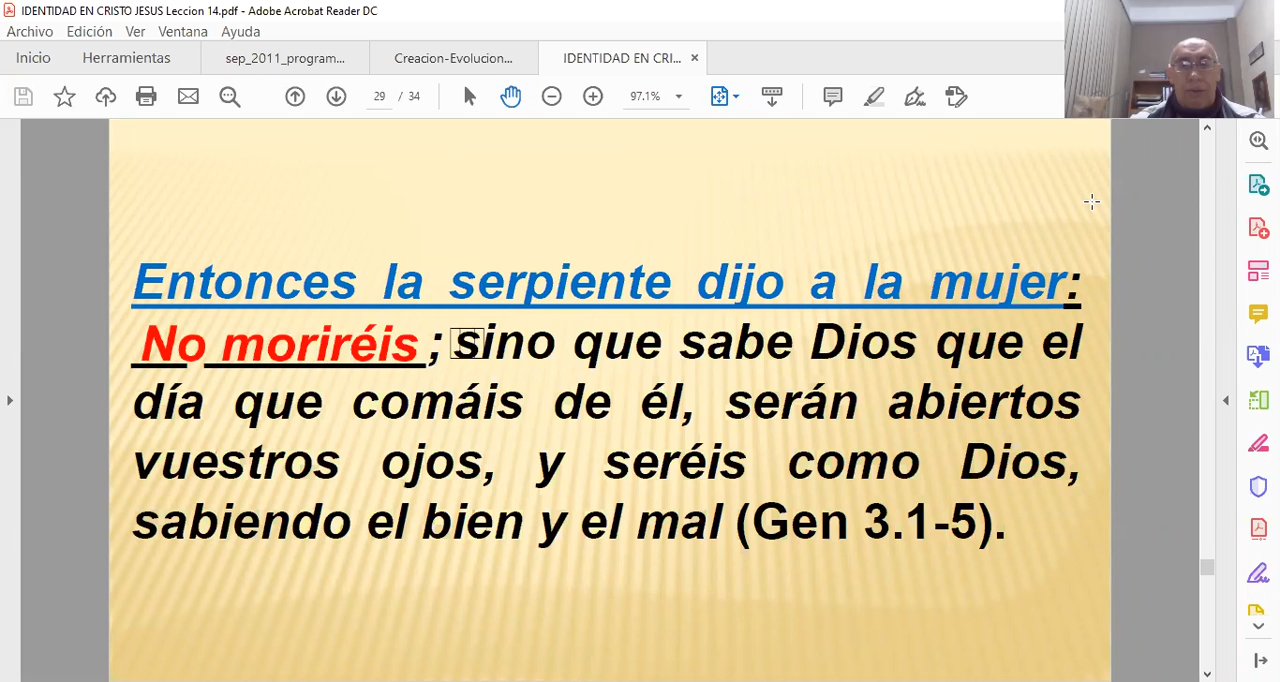 IDENTIDAD EN CRISTO JESUS Leccion 14.pdf - Adobe Acrobat Reader DC
Archivo Edición Ver Ventana Ayuda
Inicio Herramientas sep_2011_program... Creacion-Evolucion... IDENTIDAD EN CRI... ×
29 / 34 97.1%
Entonces la serpiente dijo a la mujer:
No moriréis; sino que sabe Dios que el
día que comáis de él, serán abiertos
vuestros ojos, y seréis como Dios,
sabiendo el bien y el mal (Gen 3.1-5).